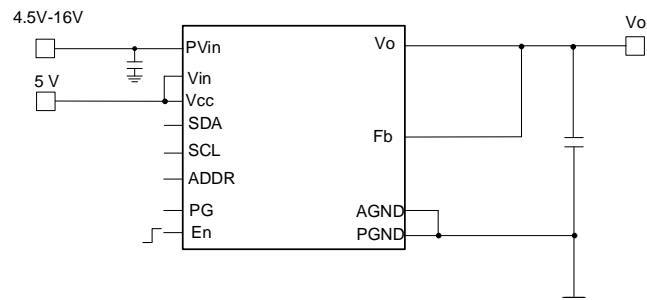 4.5V-16V
Vo
PVin
Vo
Vin
5 V
Vcc
SDA
Fb
SCL
ADDR
PG
AGND
En
PGND